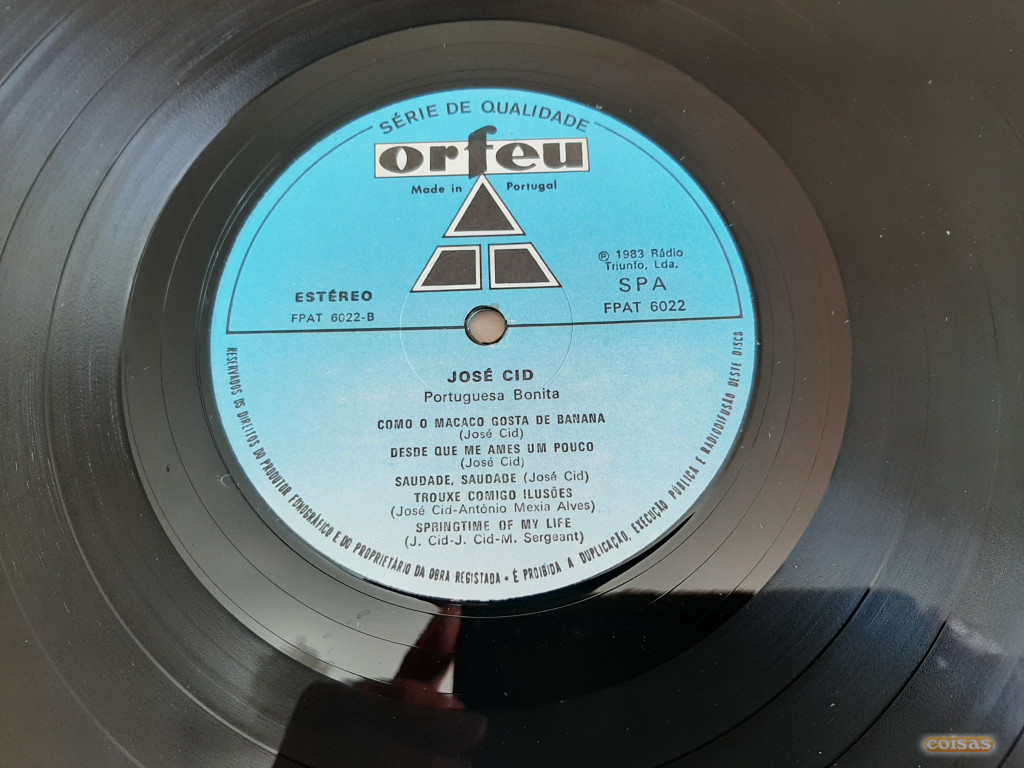 SÉRIE DE QUALIDADE
orfeu
Made in Portugal
℗ 1983 Rádio
Triunfo, Lda.
SPA
FPAT 6022
ESTÉREO
FPAT 6022-B
JOSÉ CID
Portuguesa Bonita
COMO O MACACO GOSTA DE BANANA
(José Cid)
DESDE QUE ME AMES UM POUCO
(José Cid)
SAUDADE, SAUDADE (José Cid)
TROUXE COMIGO ILUSÕES
(José Cid-António Mexia Alves)
SPRINGTIME OF MY LIFE
(J. Cid-J. Cid-M. Sergeant)
RESERVADOS OS DIREITOS DO PRODUTOR FONOGRÁFICO E DO PROPRIETÁRIO DA OBRA REGISTADA • É PROIBIDA A DUPLICAÇÃO, EXECUÇÃO PÚBLICA E RADIODIFUSÃO DESTE DISCO
coisas